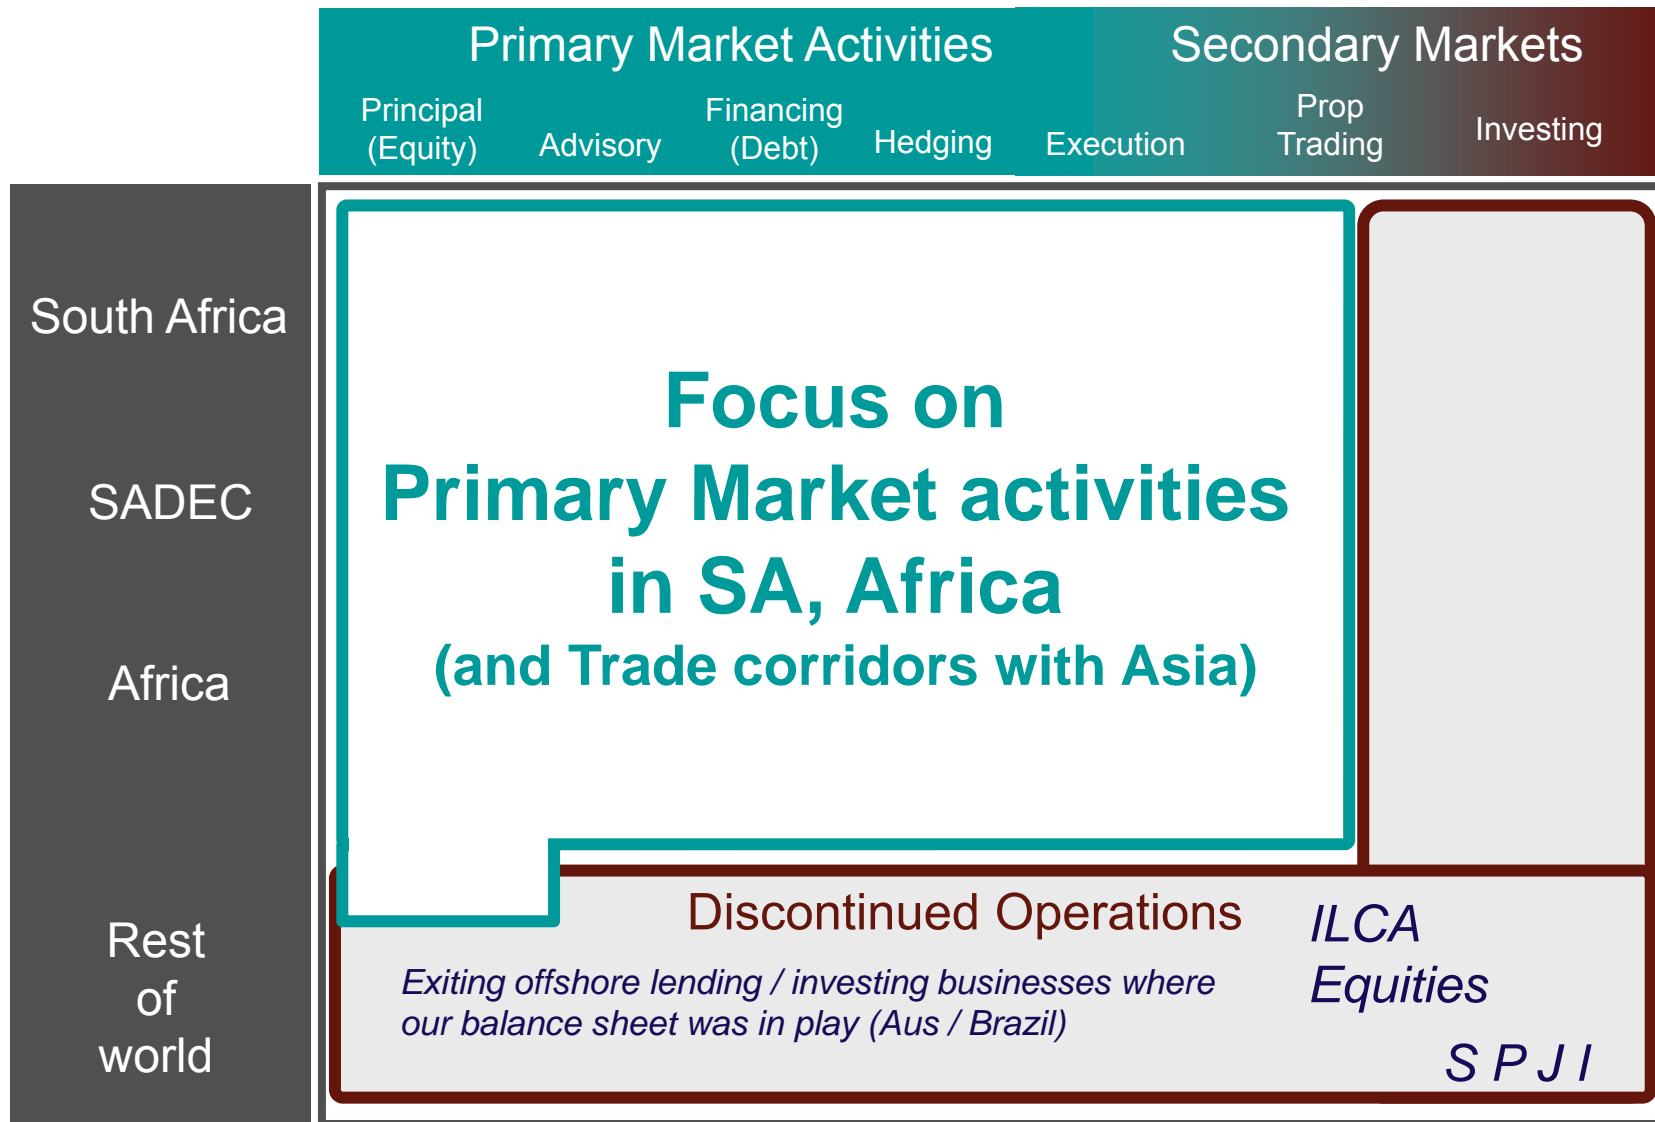 Primary Market Activities
Secondary Markets
Principal
(Equity)
Advisory
Financing
(Debt)
Hedging
Execution
Prop
Trading
Investing
South Africa
SADEC
Africa
Rest
of
world
Focus on
Primary Market activities
in SA, Africa
(and Trade corridors with Asia)
Discontinued Operations
Exiting offshore lending / investing businesses where
our balance sheet was in play (Aus / Brazil)
ILCA
Equities
S P J I